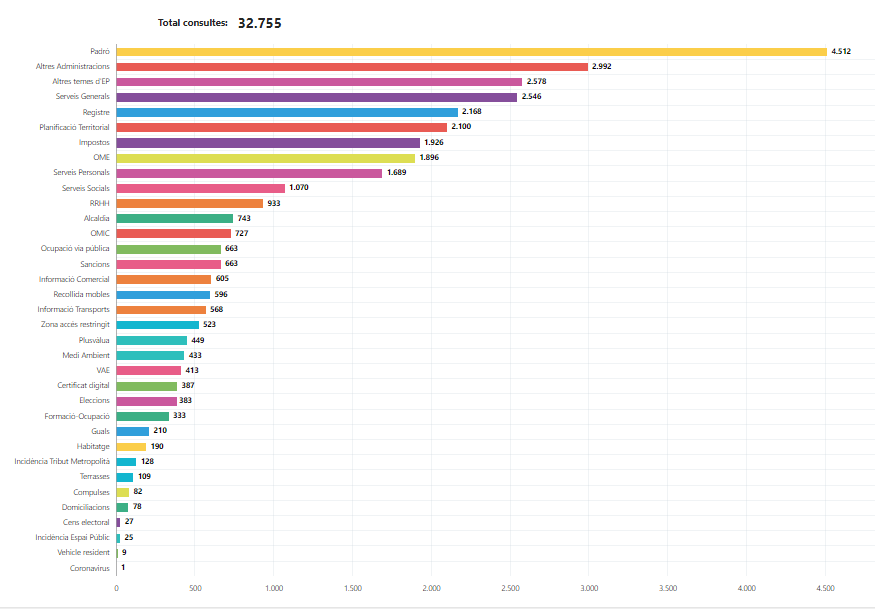 Total consultes: 32.755
Padró 4.512
Altres Administracions 2.992
Altres temes d'EP 2.578
Serveis Generals 2.546
Registre 2.168
Planificació Territorial 2.100
Impostos 1.926
OME 1.896
Serveis Personals 1.689
Serveis Socials 1.070
RRHH 933
Alcaldia 743
OMIC 727
Ocupació via pública 663
Sancions 663
Informació Comercial 605
Recollida mobles 596
Informació Transports 568
Zona accés restringit 523
Plusvàlua 449
Medi Ambient 433
VAE 413
Certificat digital 387
Eleccions 383
Formació-Ocupació 333
Guals 210
Habitatge 190
Incidència Tribut Metropolità 128
Terrasses 109
Compulses 82
Domiciliacions 78
Cens electoral 27
Incidència Espai Públic 25
Vehicle resident 9
Coronavirus 1
0 500 1.000 1.500 2.000 2.500 3.000 3.500 4.000 4.500